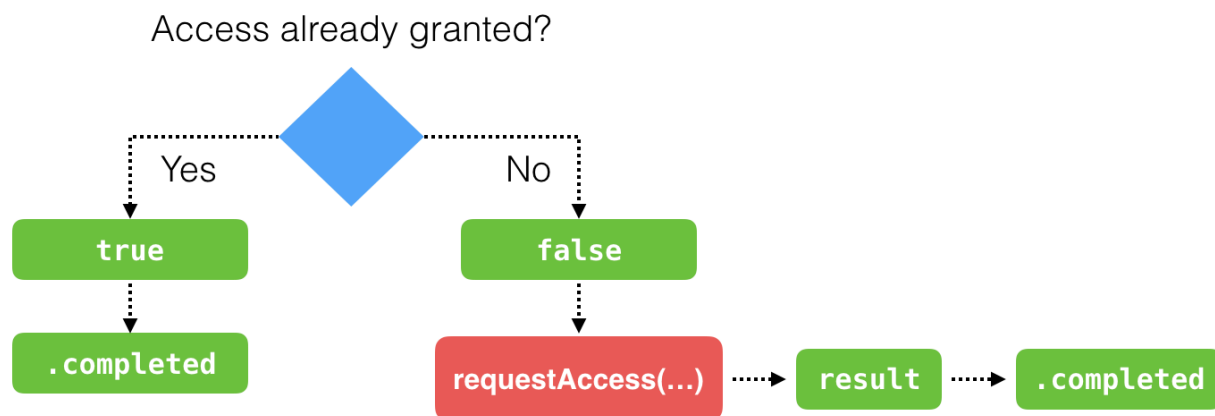 Access already granted?
Yes
No
true
false
.completed
requestAccess(...)
result
.completed